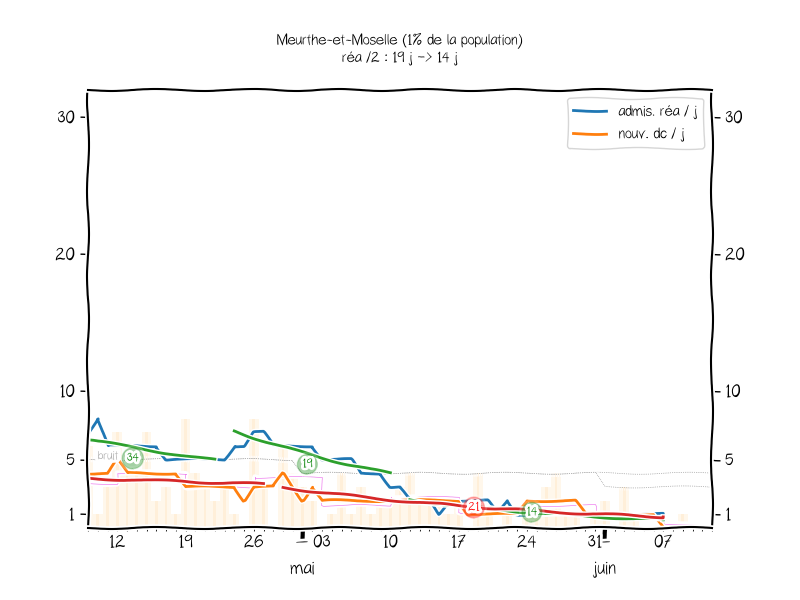 Meurthe-et-Moselle (1% de la population)
réa /2 : 19 j -> 14 j
admis. réa / j
nouv. dc / j
30
30
20
20
10
10
5
5
1
1
bruit
34
19
21
14
12 19 26 03 10 17 24 31 07
mai juin